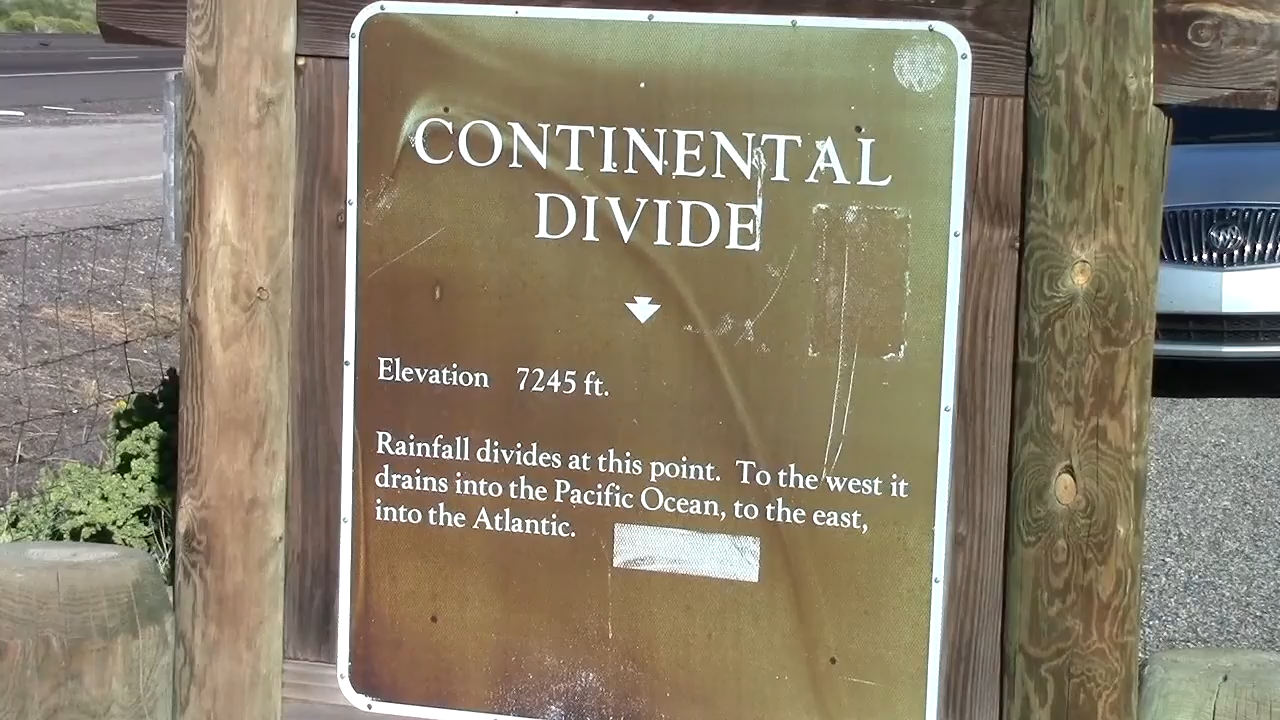 CONTINENTAL
DIVIDE
Elevation 7245 ft.
Rainfall divides at this point. To the west it
drains into the Pacific Ocean, to the east,
into the Atlantic.